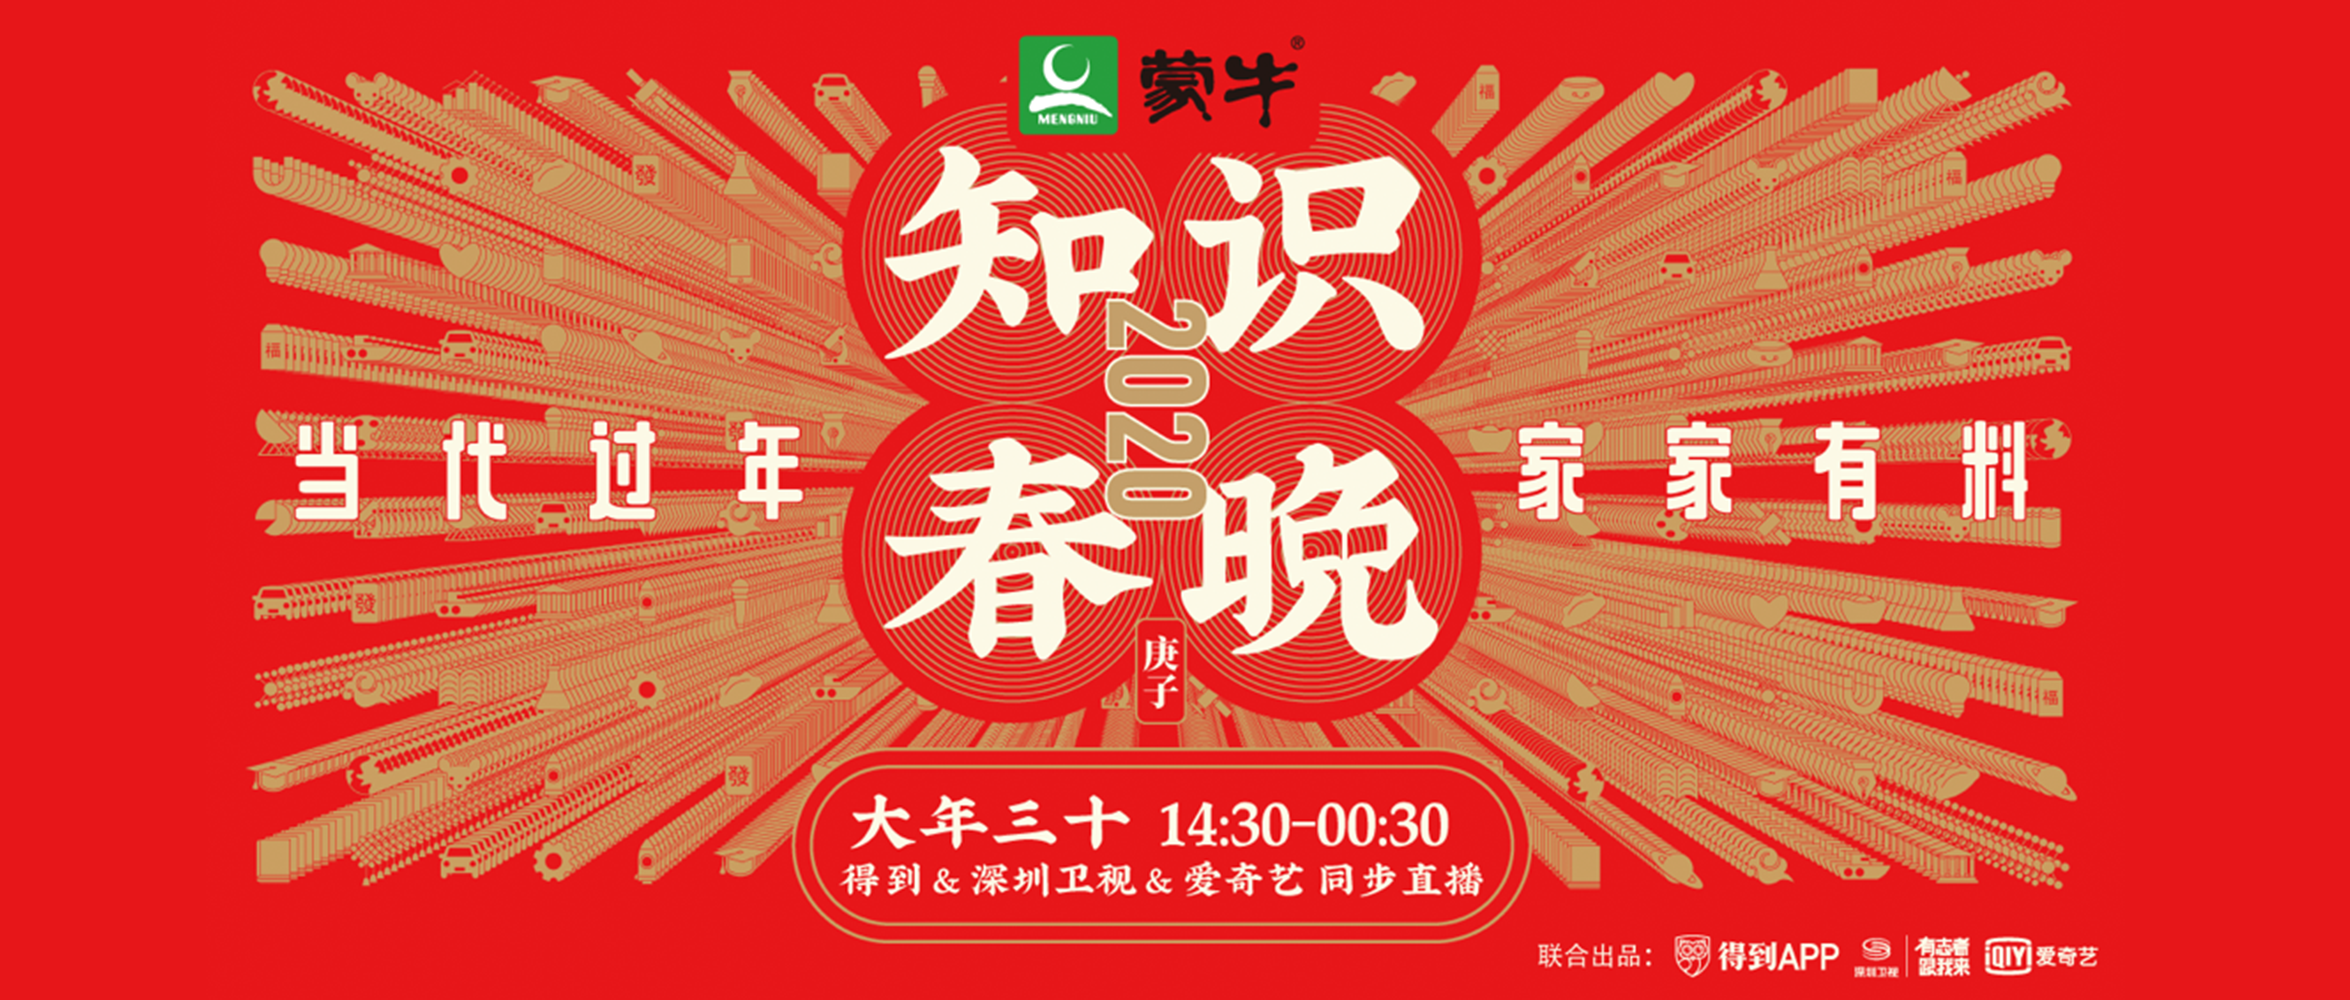 MENGNIU
蒙牛®
知识
2020
春晚
当代过年
家家有料
庚子
大年三十 14:30-00:30
得到 & 深圳卫视 & 爱奇艺 同步直播
联合出品： 得到APP 深圳卫视 有志者跟我来 iQIYI 爱奇艺
福
發
福
福
發
福
發